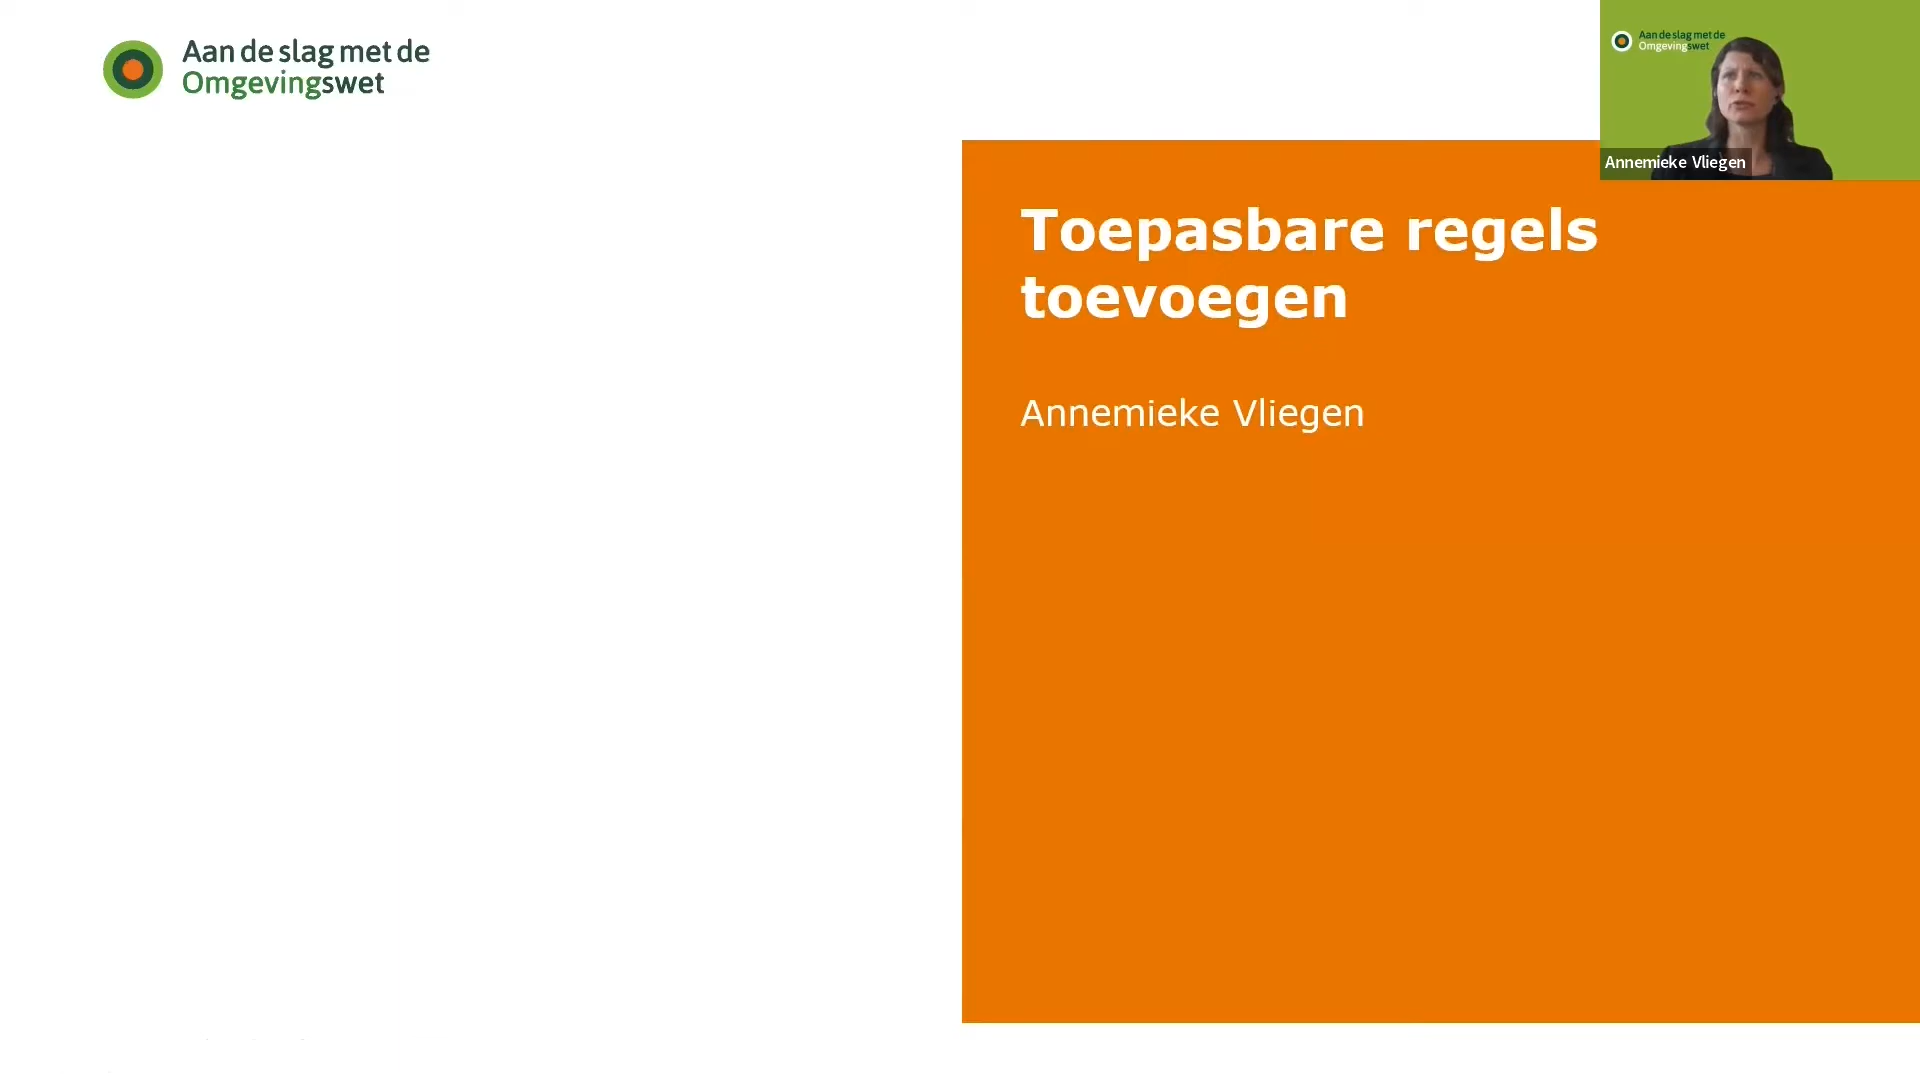 Aan de slag met de
Omgevingswet
Aan de slag met de
Omgevingswet
Annemieke Vliegen
Toepasbare regels
toevoegen
Annemieke Vliegen